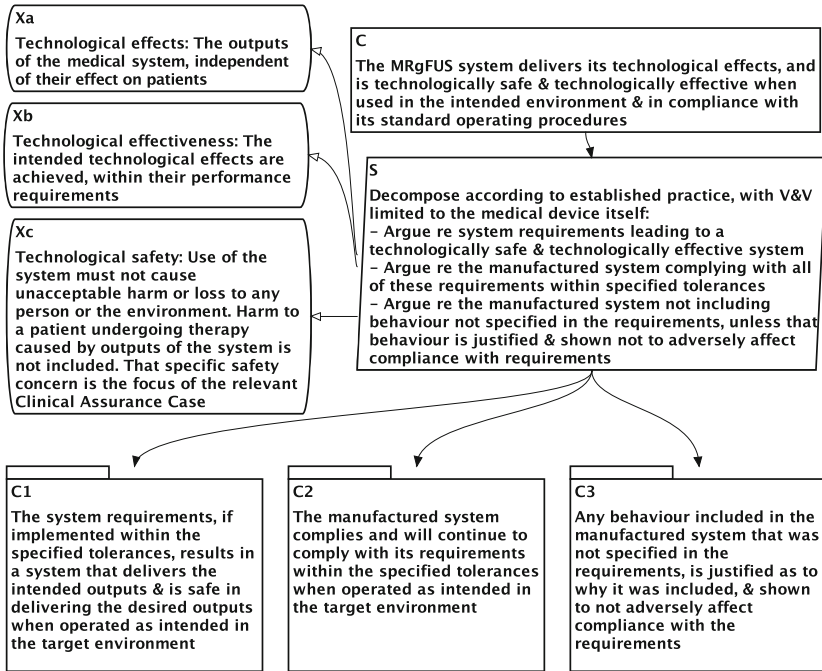 Xa
Technological effects: The outputs
of the medical system, independent
of their effect on patients
C
The MRgFUS system delivers its technological effects, and
is technologically safe & technologically effective when
used in the intended environment & in compliance with
its standard operating procedures
Xb
Technological effectiveness: The
intended technological effects are
achieved, within their performance
requirements
S
Decompose according to established practice, with V&V
limited to the medical device itself:
- Argue re system requirements leading to a
technologically safe & technologically effective system
- Argue re the manufactured system complying with all
of these requirements within specified tolerances
- Argue re the manufactured system not including
behaviour not specified in the requirements, unless that
behaviour is justified & shown not to adversely affect
compliance with requirements
Xc
Technological safety: Use of the
system must not cause
unacceptable harm or loss to any
person or the environment. Harm to
a patient undergoing therapy
caused by outputs of the system is
not included. That specific safety
concern is the focus of the relevant
Clinical Assurance Case
C1
The system requirements, if
implemented within the
specified tolerances, results in
a system that delivers the
intended outputs & is safe in
delivering the desired outputs
when operated as intended in
the target environment
C2
The manufactured system
complies and will continue to
comply with its requirements
within the specified tolerances
when operated as intended in
the target environment
C3
Any behaviour included in the
manufactured system that was
not specified in the
requirements, is justified as to
why it was included, & shown
to not adversely affect
compliance with the
requirements